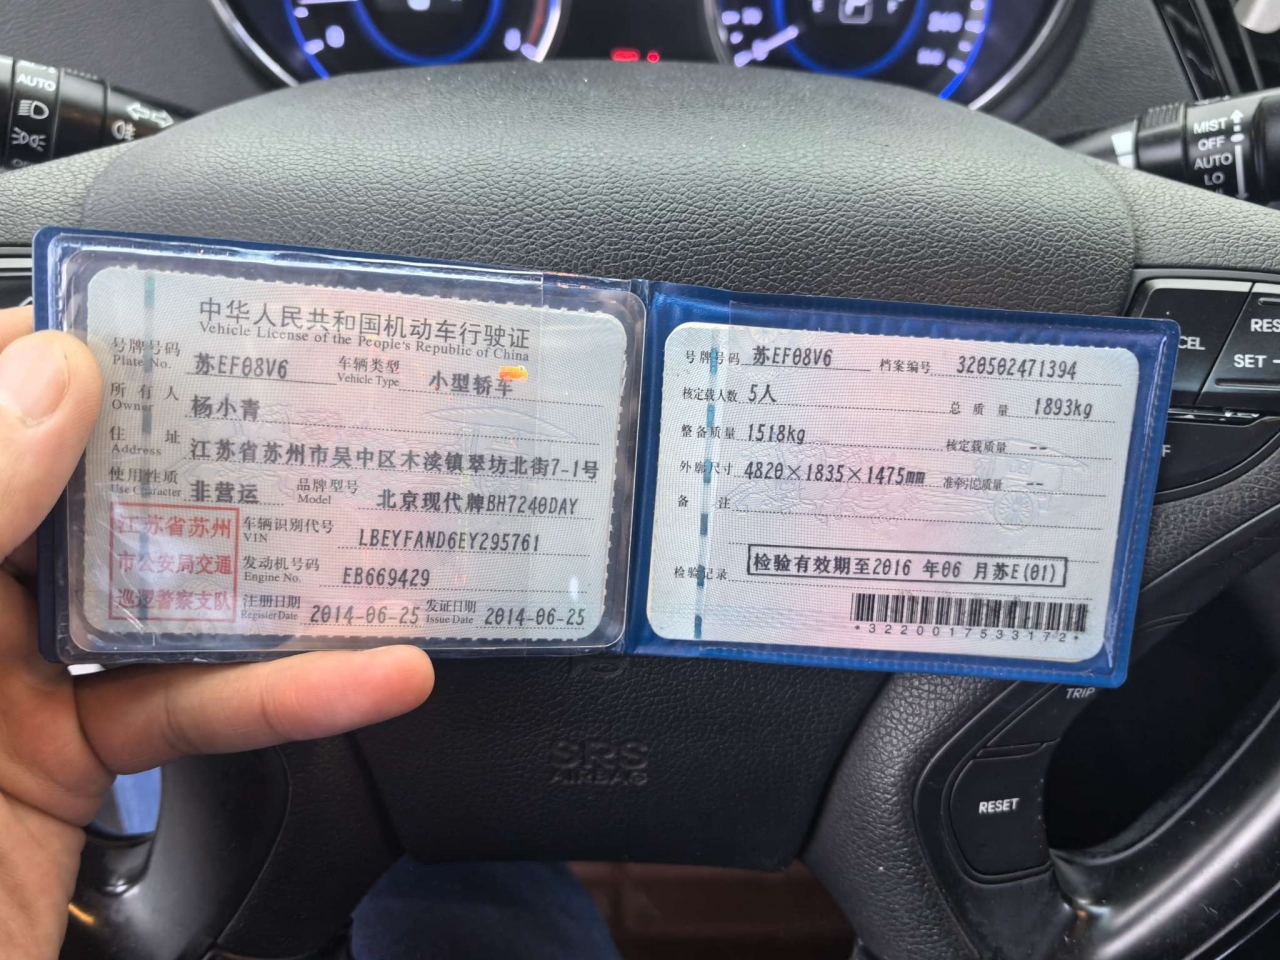 AUTO
MIST
OFF
AUTO
LO
中华人民共和国机动车行驶证
Vehicle License of the People's Republic of China
号牌号码 苏EF08V6 车辆类型 小型轿车
Plate No. Vehicle Type
所有人 杨小青
Owner
住址 江苏省苏州市吴中区木渎镇翠坊北街7-1号
Address
使用性质 非营运 品牌型号 北京现代牌BH7240DAY
Use Character Model
江苏省苏州
市公安局交通
巡逻警察支队
车辆识别代号 LBEYFAND6EY295761
VIN
发动机号码 EB669429
Engine No.
注册日期 2014-06-25 发证日期 2014-06-25
Register Date Issue Date
号牌号码 苏EF08V6 档案编号 320502471394
核定载人数 5人 总质量 1893kg
整备质量 1518kg 核定载质量 --
外廓尺寸 4820×1835×1475mm 准牵引总质量 --
备注
检验记录 检验有效期至2016 年06 月苏E(01)
*3220017533172*
SET
TRIP
SRS
AIRBAG
RESET